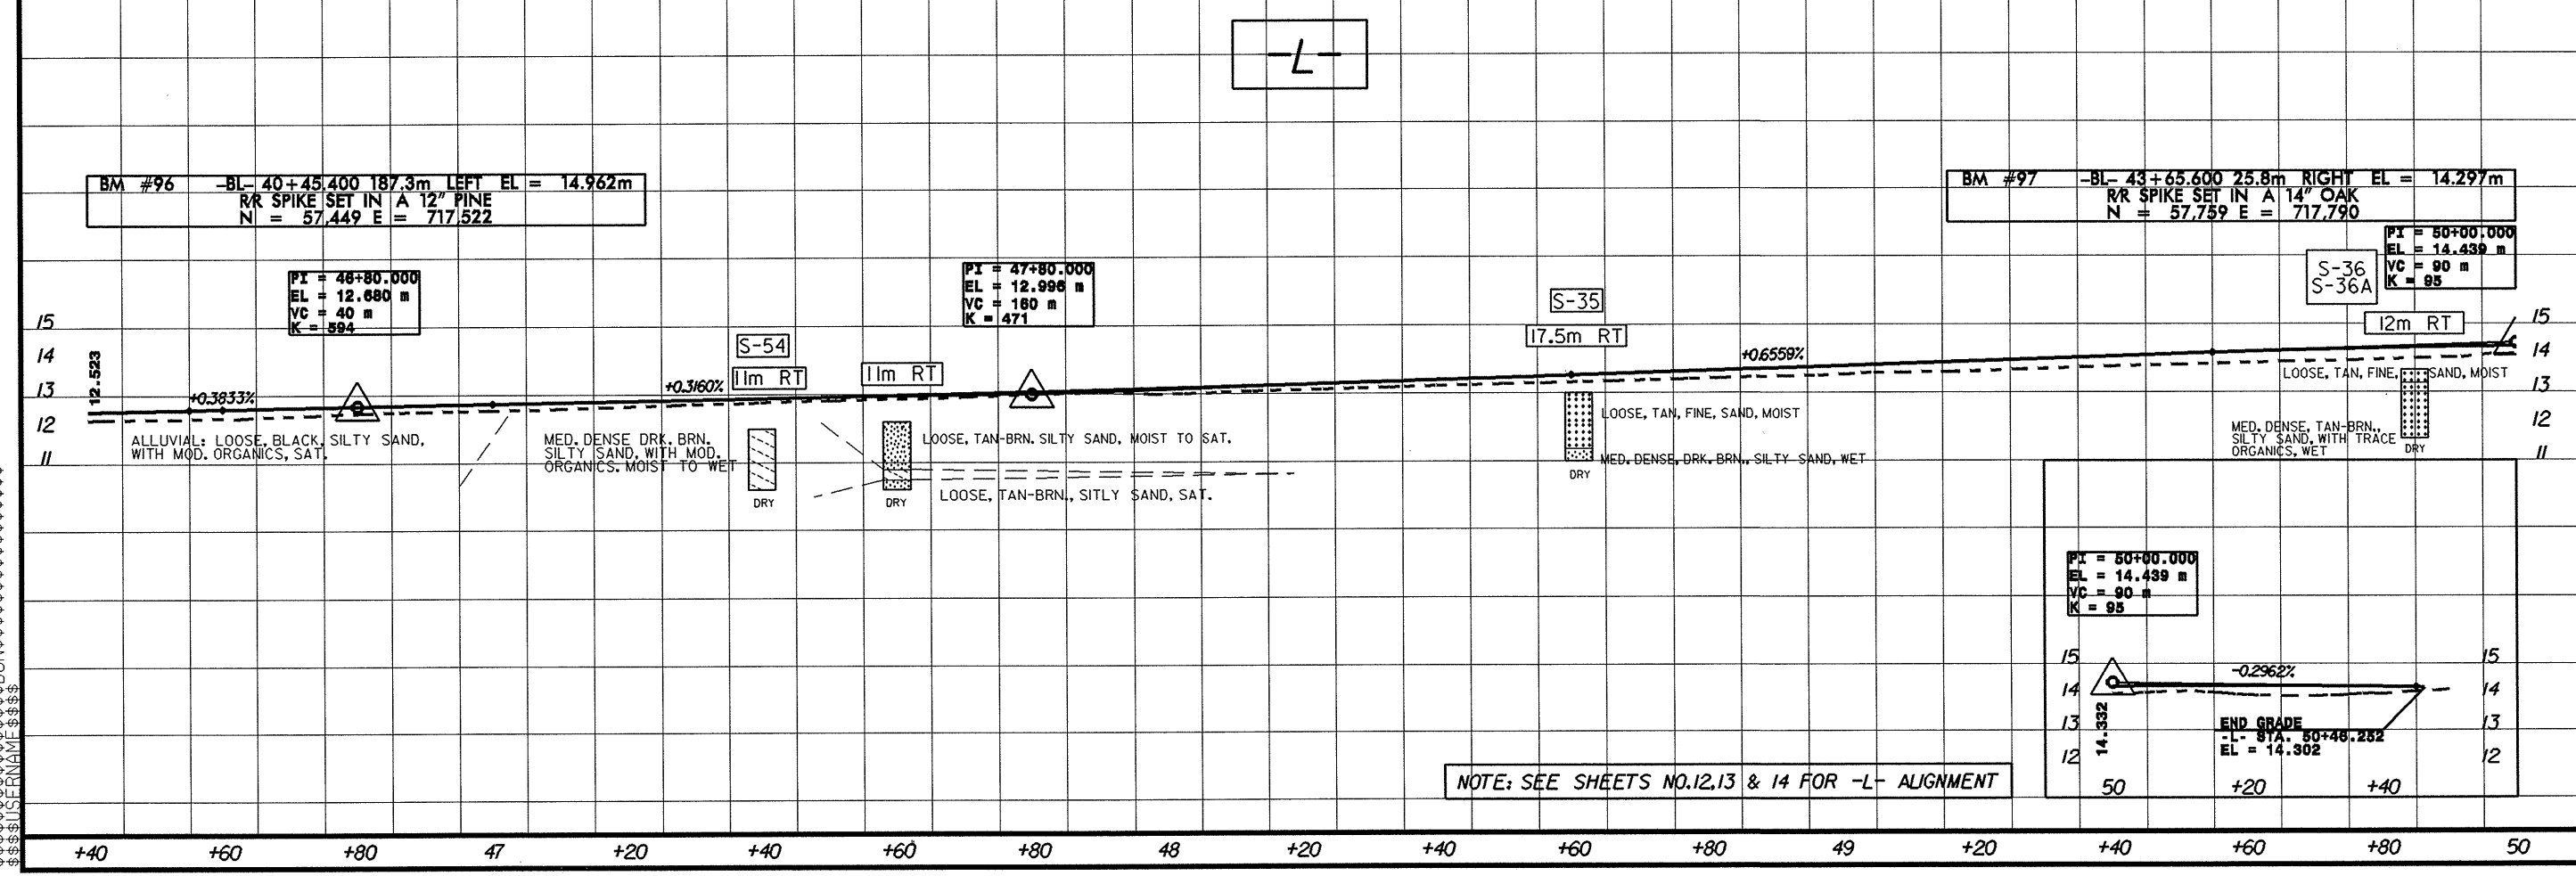 -L-
BM #96 -BL- 40+45.400 187.3m LEFT EL = 14.962m
R/R SPIKE SET IN A 12" PINE
N = 57,449 E = 717,522
BM #97 -BL- 43+65.600 25.8m RIGHT EL = 14.297m
R/R SPIKE SET IN A 14" OAK
N = 57,759 E = 717,790
PI = 50+00.000
EL = 14.439 m
VC = 90 m
K = 95
S-36
S-36A
12m RT
PI = 46+80.000
EL = 12.680 m
VC = 40 m
K = 594
PI = 47+80.000
EL = 12.996 m
VC = 160 m
K = 471
S-35
17.5m RT
S-54
11m RT
11m RT
15
14
13
12
11
12.523
+0.3833%
+0.3160%
+0.6559%
15
14
13
12
11
ALLUVIAL: LOOSE, BLACK, SILTY SAND,
WITH MOD. ORGANICS, SAT.
MED. DENSE DRK. BRN.
SILTY SAND, WITH MOD.
ORGANICS. MOIST TO WET
DRY
LOOSE, TAN-BRN. SILTY SAND, MOIST TO SAT.
LOOSE, TAN-BRN., SITLY SAND, SAT.
DRY
LOOSE, TAN, FINE, SAND, MOIST
MED. DENSE, DRK. BRN., SILTY SAND, WET
DRY
LOOSE, TAN, FINE, SAND, MOIST
MED. DENSE, TAN-BRN.,
SILTY SAND, WITH TRACE
ORGANICS, WET
DRY
PI = 50+00.000
EL = 14.439 m
VC = 90 m
K = 95
15
14
13
12
14.332
-0.2962%
15
14
13
12
END GRADE
-L- STA. 50+46.252
EL = 14.302
50 +20 +40
NOTE: SEE SHEETS NO.12,13 & 14 FOR -L- ALIGNMENT
+40 +60 +80 47 +20 +40 +60 +80 48 +20 +40 +60 +80 49 +20 +40 +60 +80 50
$$$$USERNAME$$$$